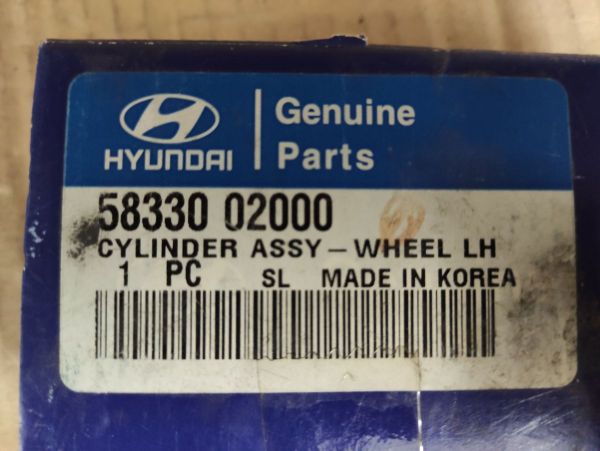 HYUNDAI
Genuine
Parts
58330 02000
CYLINDER ASSY - WHEEL LH
1 PC SL MADE IN KOREA